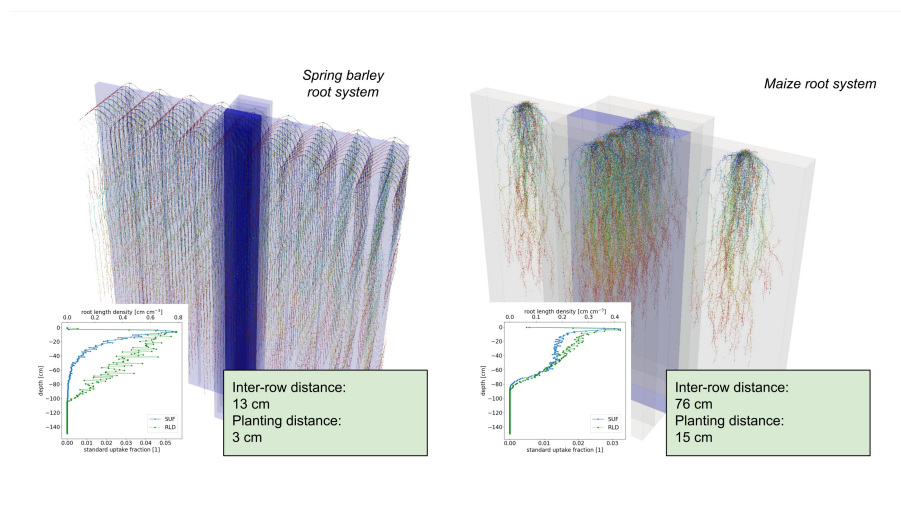 Spring barley
root system
Maize root system
root length density [cm cm⁻³]
0.0 0.2 0.4 0.6 0.8
depth [cm]
0
−20
−40
−60
−80
−100
−120
−140
SUF
RLD
0.00 0.01 0.02 0.03 0.04 0.05
standard uptake fraction [1]
Inter-row distance:
13 cm
Planting distance:
3 cm
root length density [cm cm⁻³]
0.0 0.1 0.2 0.3 0.4
depth [cm]
0
−20
−40
−60
−80
−100
−120
−140
SUF
RLD
0.00 0.01 0.02 0.03
standard uptake fraction [1]
Inter-row distance:
76 cm
Planting distance:
15 cm